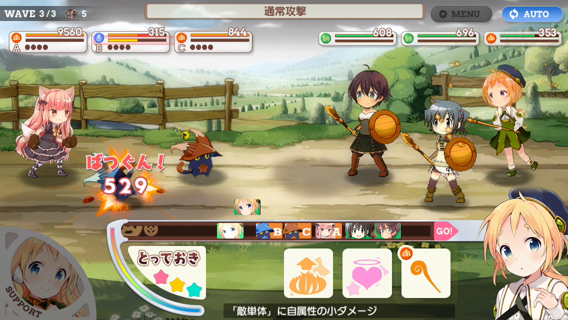 WAVE 3/3 5
通常攻撃
MENU
AUTO
9560
315
844
608
696
353
A
B
C
ばつぐん!
529
B C A
GO!
とっておき
SUPPORT
「敵単体」に自属性の小ダメージ